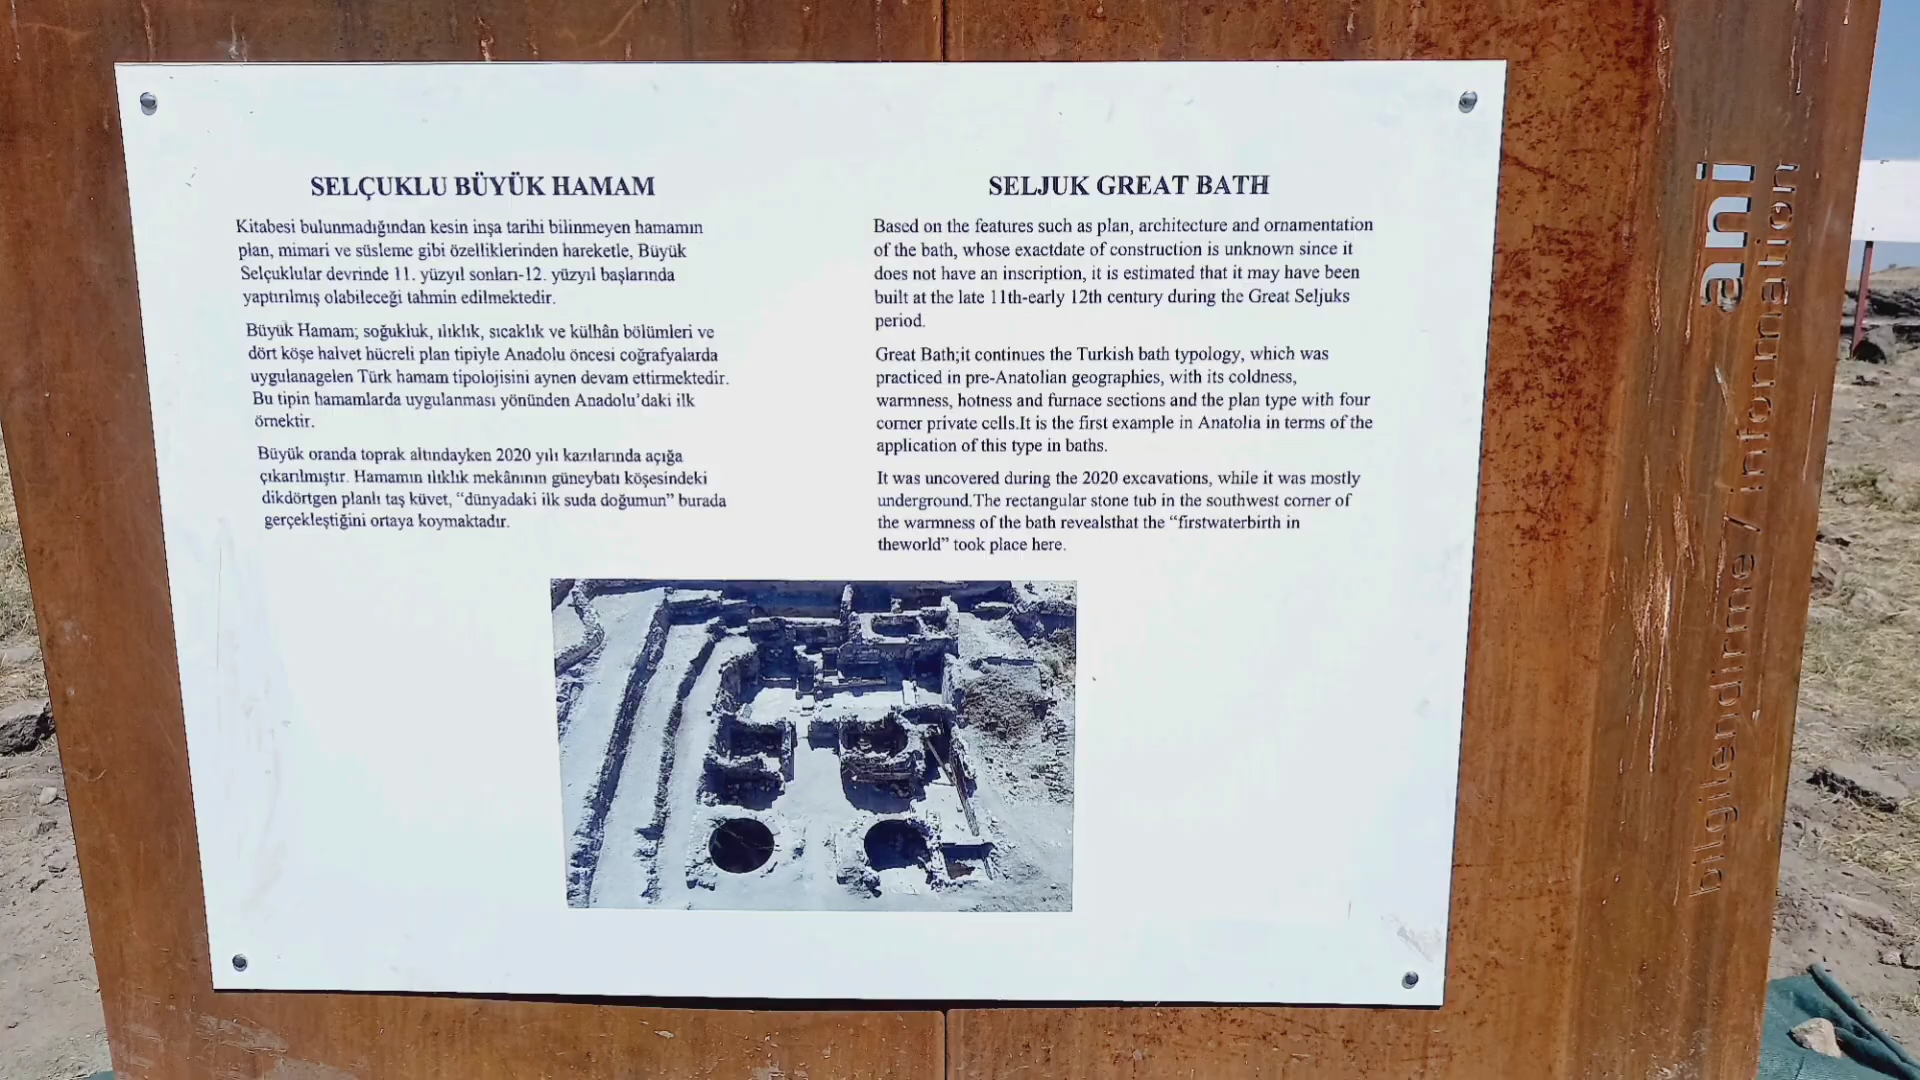 SELÇUKLU BÜYÜK HAMAM
Kitabesi bulunmadığından kesin inşa tarihi bilinmeyen hamamın
plan, mimari ve süsleme gibi özelliklerinden hareketle, Büyük
Selçuklular devrinde 11. yüzyıl sonları-12. yüzyıl başlarında
yaptırılmış olabileceği tahmin edilmektedir.
Büyük Hamam; soğukluk, ılıklık, sıcaklık ve külhân bölümleri ve
dört köşe halvet hücreli plan tipiyle Anadolu öncesi coğrafyalarda
uygulanagelen Türk hamam tipolojisini aynen devam ettirmektedir.
Bu tipin hamamlarda uygulanması yönünden Anadolu'daki ilk
örnektir.
Büyük oranda toprak altındayken 2020 yılı kazılarında açığa
çıkarılmıştır. Hamamın ılıklık mekânının güneybatı köşesindeki
dikdörtgen planlı taş küvet, “dünyadaki ilk suda doğumun” burada
gerçekleştiğini ortaya koymaktadır.
SELJUK GREAT BATH
Based on the features such as plan, architecture and ornamentation
of the bath, whose exactdate of construction is unknown since it
does not have an inscription, it is estimated that it may have been
built at the late 11th-early 12th century during the Great Seljuks
period.
Great Bath;it continues the Turkish bath typology, which was
practiced in pre-Anatolian geographies, with its coldness,
warmness, hotness and furnace sections and the plan type with four
corner private cells.It is the first example in Anatolia in terms of the
application of this type in baths.
It was uncovered during the 2020 excavations, while it was mostly
underground.The rectangular stone tub in the southwest corner of
the warmness of the bath revealsthat the “firstwaterbirth in
theworld” took place here.
ani
bilgilendirme / information